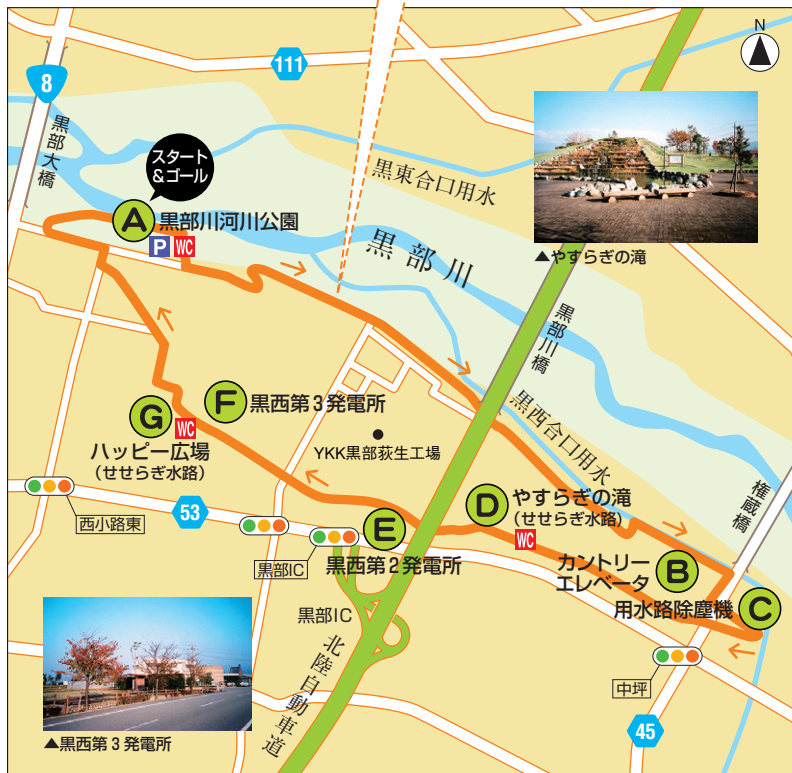 N
111
8
黒部大橋
スタート
&ゴール
A
黒部川河川公園
P
WC
黒東合口用水
黒部川
▲やすらぎの滝
黒部川橋
黒西合口用水
権蔵橋
F
黒西第3発電所
G
WC
ハッピー広場
(せせらぎ水路)
YKK黒部荻生工場
D
やすらぎの滝
(せせらぎ水路)
WC
西小路東
53
E
黒西第2発電所
黒部IC
カントリー
エレベータ
B
用水路除塵機
C
黒部IC
北陸自動車道
中坪
45
▲黒西第3発電所